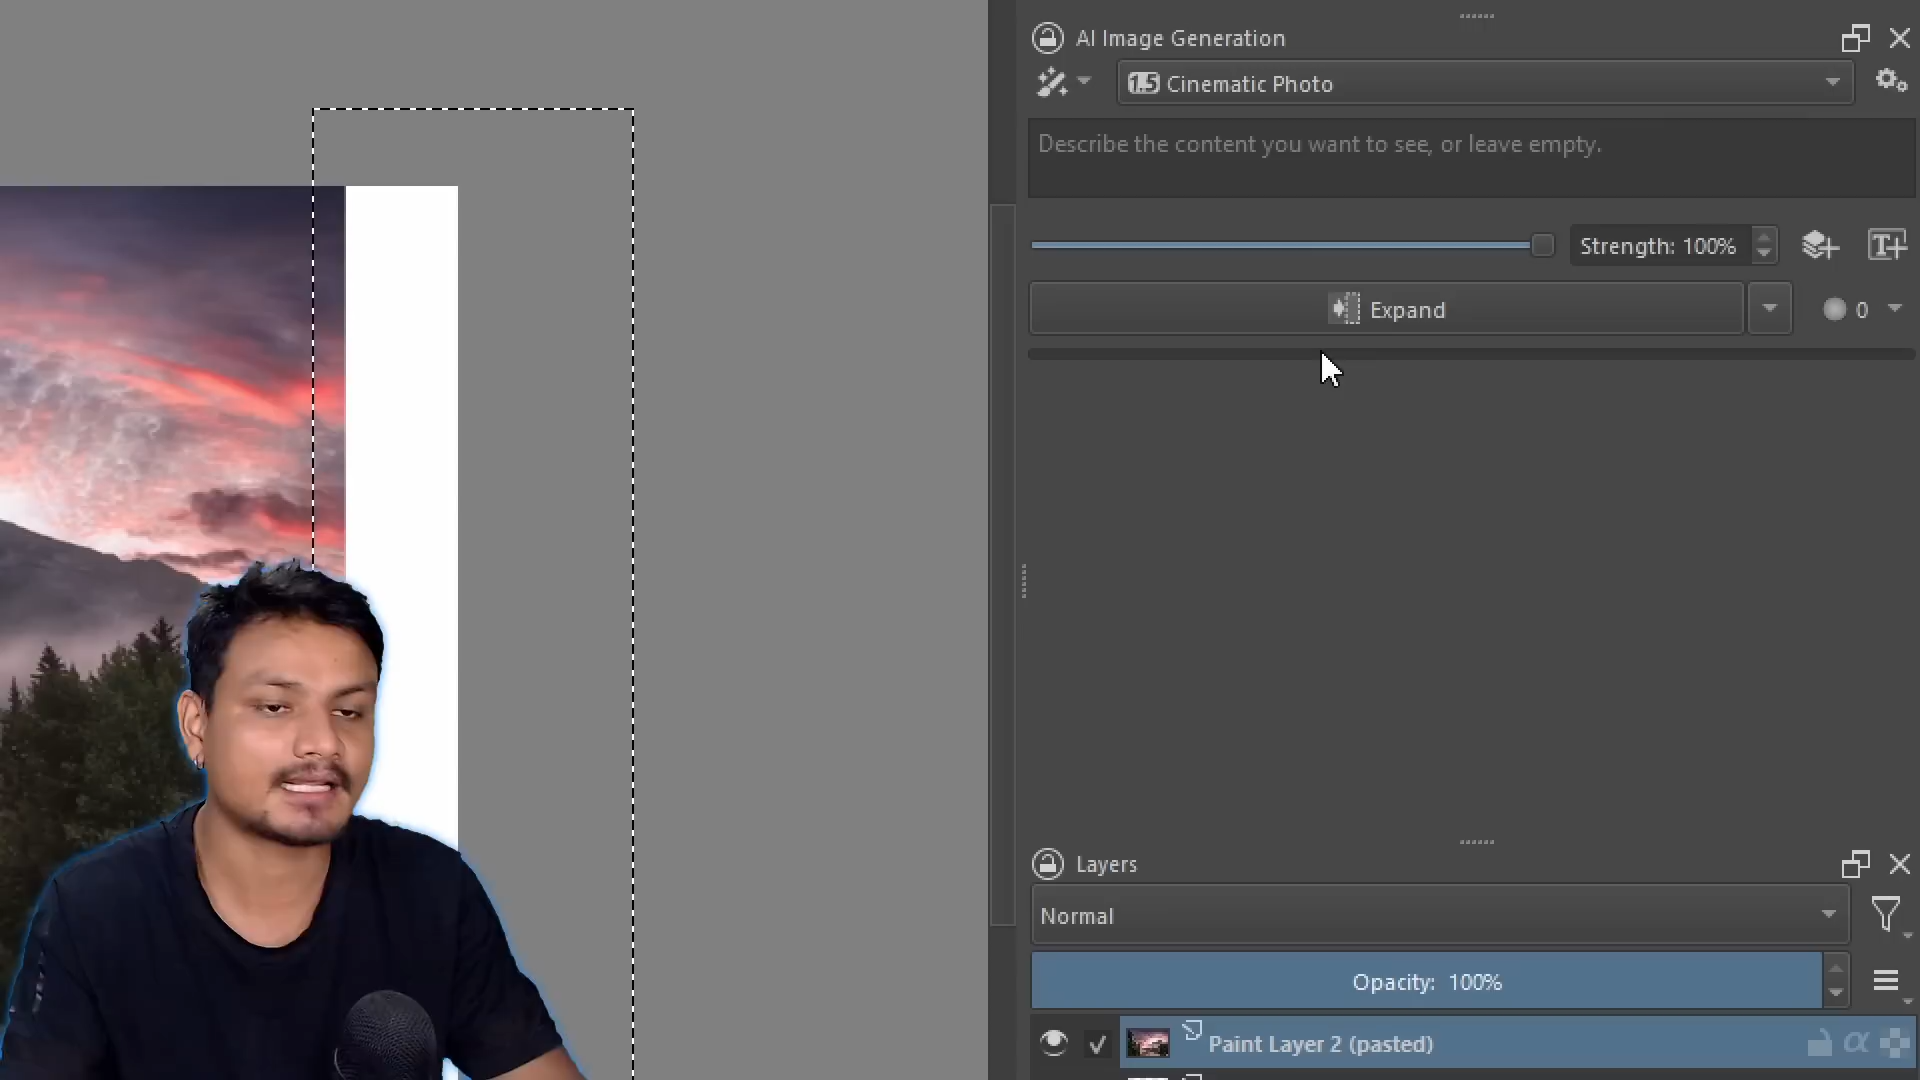 AI Image Generation
1.5 Cinematic Photo
Describe the content you want to see, or leave empty.
Strength: 100%
Expand
0
Layers
Normal
Opacity: 100%
Paint Layer 2 (pasted)